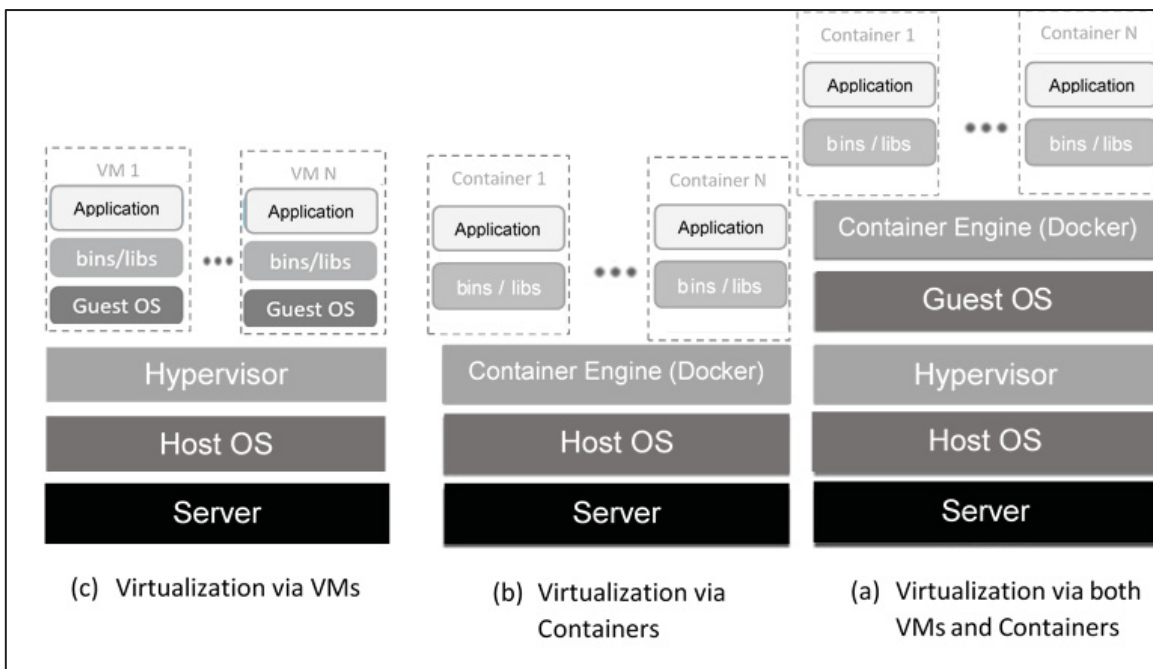 VM 1
Application
bins/libs
Guest OS
VM N
Application
bins/libs
Guest OS
Hypervisor
Host OS
Server
(c) Virtualization via VMs
Container 1
Application
bins / libs
Container N
Application
bins / libs
Container Engine (Docker)
Host OS
Server
(b) Virtualization via
Containers
Container 1
Application
bins / libs
Container N
Application
bins / libs
Container Engine (Docker)
Guest OS
Hypervisor
Host OS
Server
(a) Virtualization via both
VMs and Containers